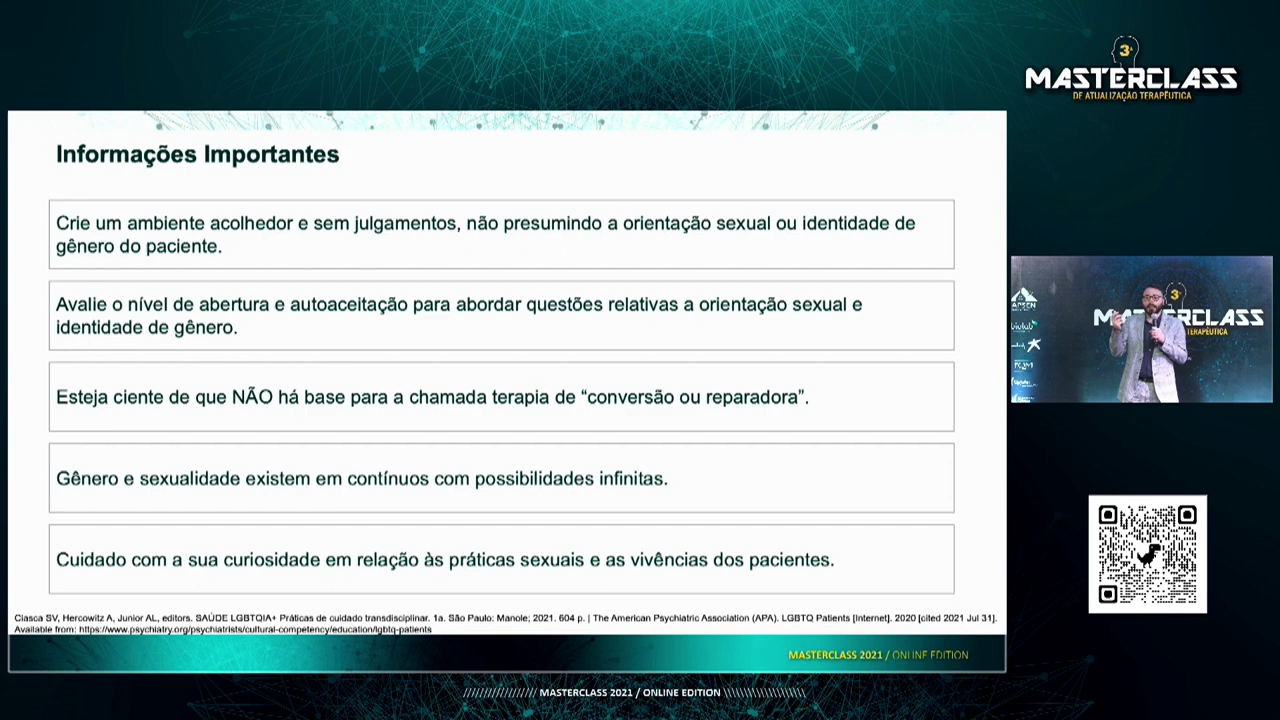 3ª
MASTERCLASS
DE ATUALIZAÇÃO TERAPÊUTICA
Informações Importantes
Crie um ambiente acolhedor e sem julgamentos, não presumindo a orientação sexual ou identidade de
gênero do paciente.
Avalie o nível de abertura e autoaceitação para abordar questões relativas a orientação sexual e
identidade de gênero.
Esteja ciente de que NÃO há base para a chamada terapia de “conversão ou reparadora”.
Gênero e sexualidade existem em contínuos com possibilidades infinitas.
Cuidado com a sua curiosidade em relação às práticas sexuais e as vivências dos pacientes.
Ciasca SV, Hercowitz A, Junior AL, editors. SAÚDE LGBTQIA+ Práticas de cuidado transdisciplinar. 1a. São Paulo: Manole; 2021. 604 p. | The American Psychiatric Association (APA). LGBTQ Patients [Internet]. 2020 [cited 2021 Jul 31].
Available from: https://www.psychiatry.org/psychiatrists/cultural-competency/education/lgbtq-patients
MASTERCLASS 2021 / ONLINE EDITION
3ª
APSEN
biolab
M RCLASS
TERAPÊUTICA
////////////////// MASTERCLASS 2021 / ONLINE EDITION \\\\\\\\\\\\\\\\\\\\